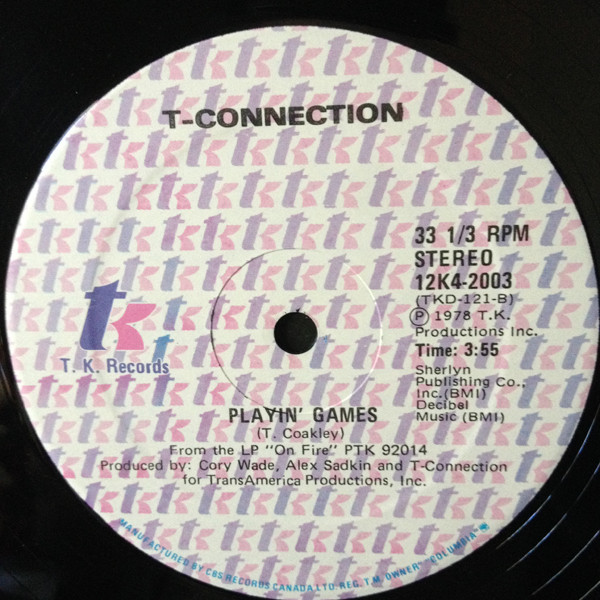 T-CONNECTION
33 1/3 RPM
STEREO
12K4-2003
(TKD-121-B)
Ⓟ 1978 T.K.
Productions Inc.
Time: 3:55
Sherlyn
Publishing Co.,
Inc.(BMI)
Decibel
Music (BMI)
tk
T. K. Records
PLAYIN' GAMES
(T. Coakley)
From the LP "On Fire" PTK 92014
Produced by: Cory Wade, Alex Sadkin and T-Connection
for TransAmerica Productions, Inc.
MANUFACTURED BY CBS RECORDS CANADA LTD-REG. T.M. OWNER "COLUMBIA"